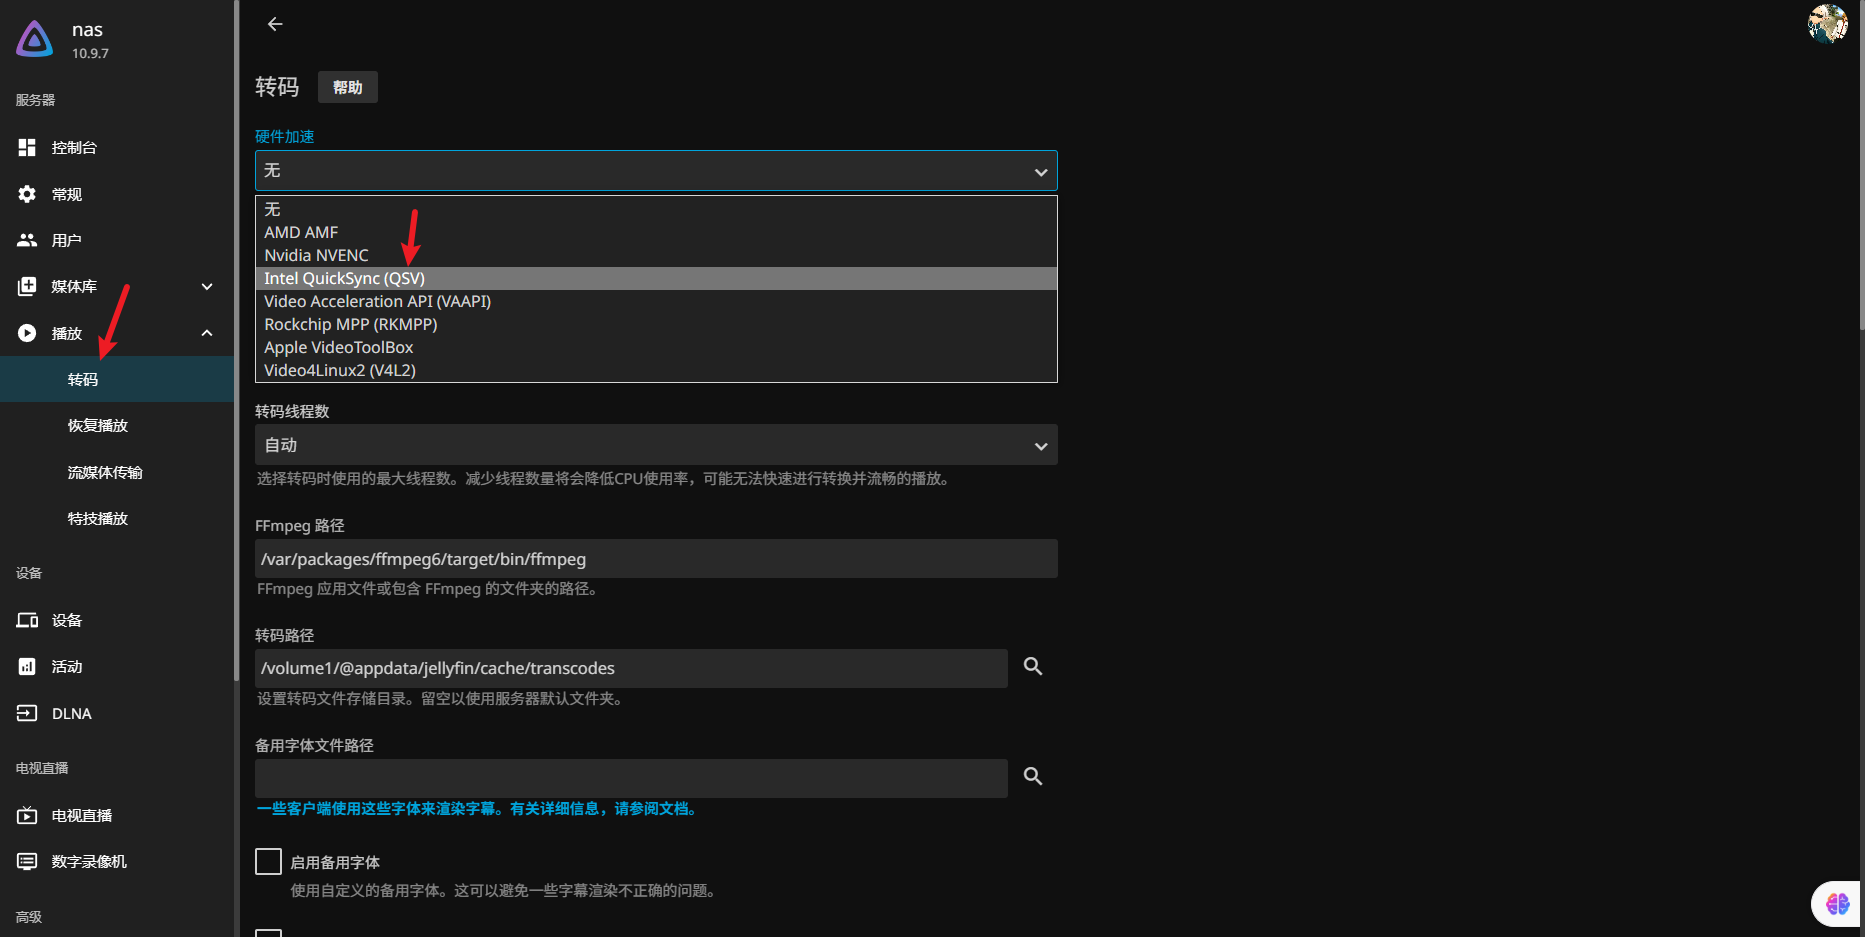 nas
10.9.7
服务器
控制台
常规
用户
媒体库
播放
转码
恢复播放
流媒体传输
特技播放
设备
设备
活动
DLNA
电视直播
电视直播
数字录像机
高级
转码
帮助
硬件加速
无
无
AMD AMF
Nvidia NVENC
Intel QuickSync (QSV)
Video Acceleration API (VAAPI)
Rockchip MPP (RKMPP)
Apple VideoToolBox
Video4Linux2 (V4L2)
转码线程数
自动
选择转码时使用的最大线程数。减少线程数量将会降低CPU使用率，可能无法快速进行转换并流畅的播放。
FFmpeg 路径
/var/packages/ffmpeg6/target/bin/ffmpeg
FFmpeg 应用文件或包含 FFmpeg 的文件夹的路径。
转码路径
/volume1/@appdata/jellyfin/cache/transcodes
设置转码文件存储目录。留空以使用服务器默认文件夹。
备用字体文件路径
一些客户端使用这些字体来渲染字幕。有关详细信息，请参阅文档。
启用备用字体
使用自定义的备用字体。这可以避免一些字幕渲染不正确的问题。